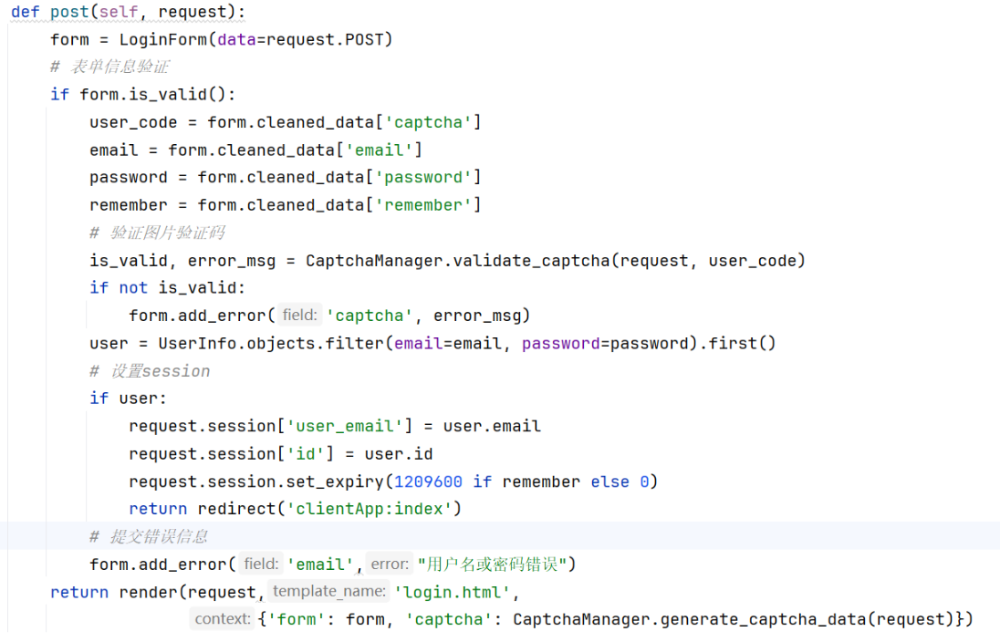 def post(self, request):
    form = LoginForm(data=request.POST)
    # 表单信息验证
    if form.is_valid():
        user_code = form.cleaned_data['captcha']
        email = form.cleaned_data['email']
        password = form.cleaned_data['password']
        remember = form.cleaned_data['remember']
        # 验证图片验证码
        is_valid, error_msg = CaptchaManager.validate_captcha(request, user_code)
        if not is_valid:
            form.add_error( field: 'captcha', error_msg)
        user = UserInfo.objects.filter(email=email, password=password).first()
        # 设置session
        if user:
            request.session['user_email'] = user.email
            request.session['id'] = user.id
            request.session.set_expiry(1209600 if remember else 0)
            return redirect('clientApp:index')
        # 提交错误信息
        form.add_error( field: 'email', error: "用户名或密码错误")
    return render(request, template_name: 'login.html',
                  context: {'form': form, 'captcha': CaptchaManager.generate_captcha_data(request)})